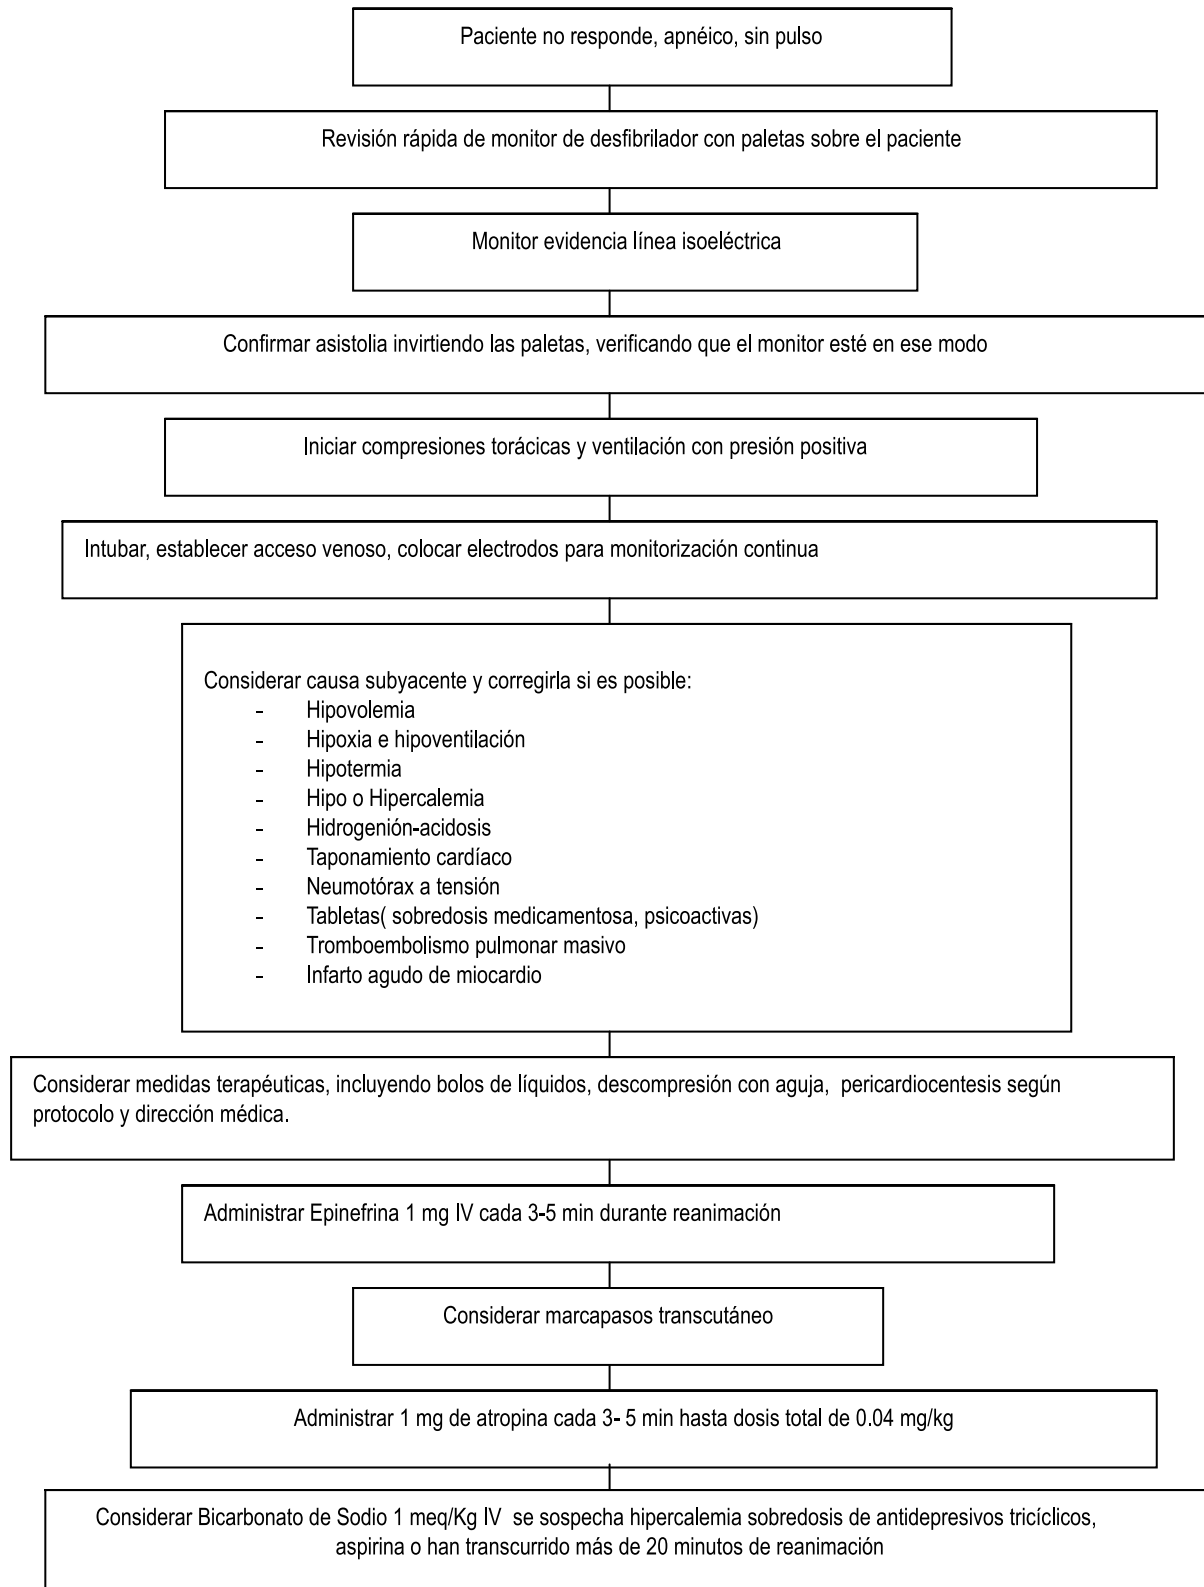 Paciente no responde, apnéico, sin pulso
Revisión rápida de monitor de desfibrilador con paletas sobre el paciente
Monitor evidencia línea isoeléctrica
Confirmar asistolia invirtiendo las paletas, verificando que el monitor esté en ese modo
Iniciar compresiones torácicas y ventilación con presión positiva
Intubar, establecer acceso venoso, colocar electrodos para monitorización continua
Considerar causa subyacente y corregirla si es posible:
- Hipovolemia
- Hipoxia e hipoventilación
- Hipotermia
- Hipo o Hipercalemia
- Hidrogenión-acidosis
- Taponamiento cardíaco
- Neumotórax a tensión
- Tabletas( sobredosis medicamentosa, psicoactivas)
- Tromboembolismo pulmonar masivo
- Infarto agudo de miocardio
Considerar medidas terapéuticas, incluyendo bolos de líquidos, descompresión con aguja, pericardiocentesis según
protocolo y dirección médica.
Administrar Epinefrina 1 mg IV cada 3-5 min durante reanimación
Considerar marcapasos transcutáneo
Administrar 1 mg de atropina cada 3- 5 min hasta dosis total de 0.04 mg/kg
Considerar Bicarbonato de Sodio 1 meq/Kg IV se sospecha hipercalemia sobredosis de antidepresivos tricíclicos,
aspirina o han transcurrido más de 20 minutos de reanimación